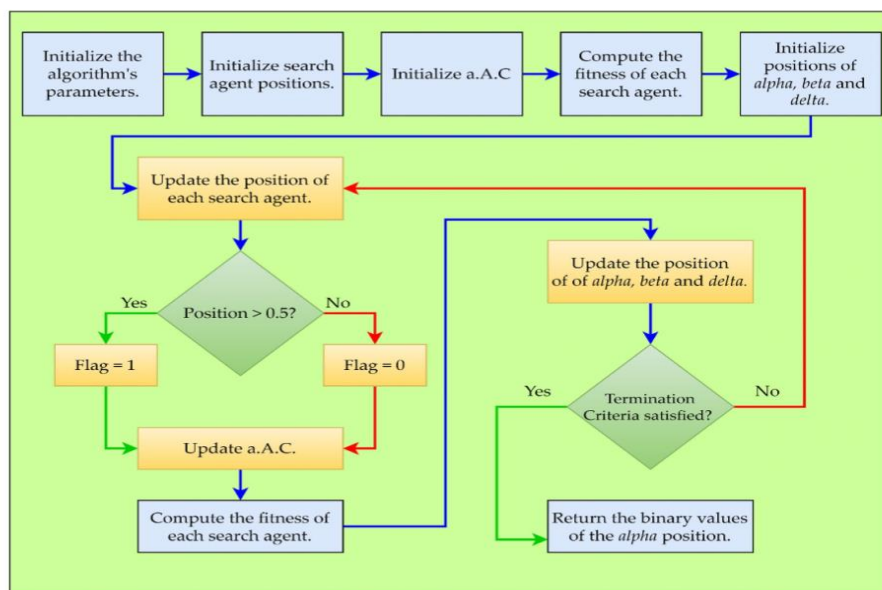 Initialize the
algorithm's
parameters.
Initialize search
agent positions.
Initialize a.A.C
Compute the
fitness of each
search agent.
Initialize
positions of
alpha, beta and
delta.
Update the position of
each search agent.
Position > 0.5?
Yes
No
Flag = 1
Flag = 0
Update a.A.C.
Compute the fitness of
each search agent.
Update the position
of of alpha, beta and delta.
Termination
Criteria satisfied?
Yes
No
Return the binary values
of the alpha position.